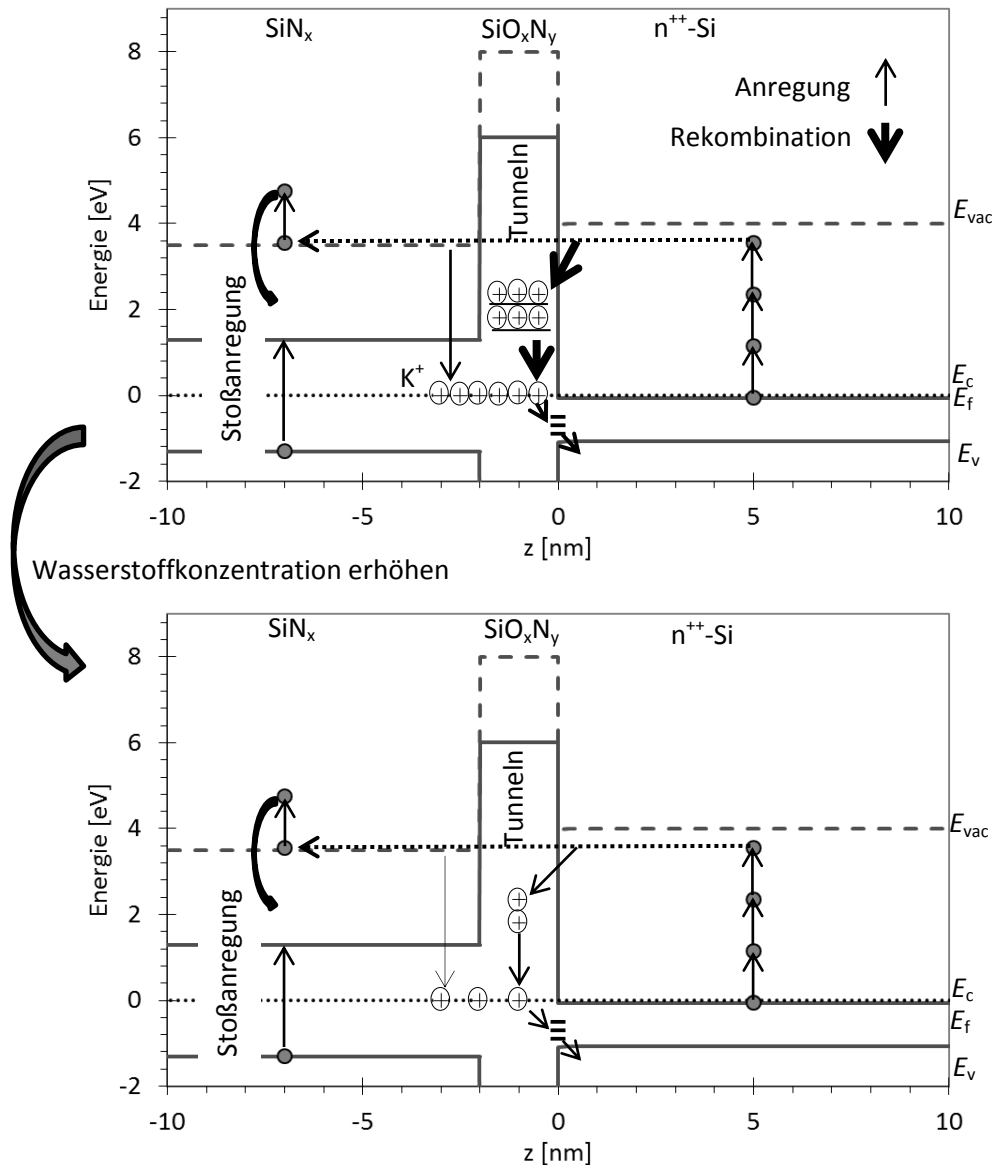 SiNₓ SiOₓNᵧ n⁺⁺-Si
8
Anregung
Rekombination
6
Tunneln
Energie [eV]
Evac
4
Stoßanregung
2
K⁺
Ec
0
Ef
Ev
-2
-10 -5 0 5 10
z [nm]
Wasserstoffkonzentration erhöhen
SiNₓ SiOₓNᵧ n⁺⁺-Si
8
6
Tunneln
Energie [eV]
Evac
4
Stoßanregung
2
Ec
0
Ef
Ev
-2
-10 -5 0 5 10
z [nm]